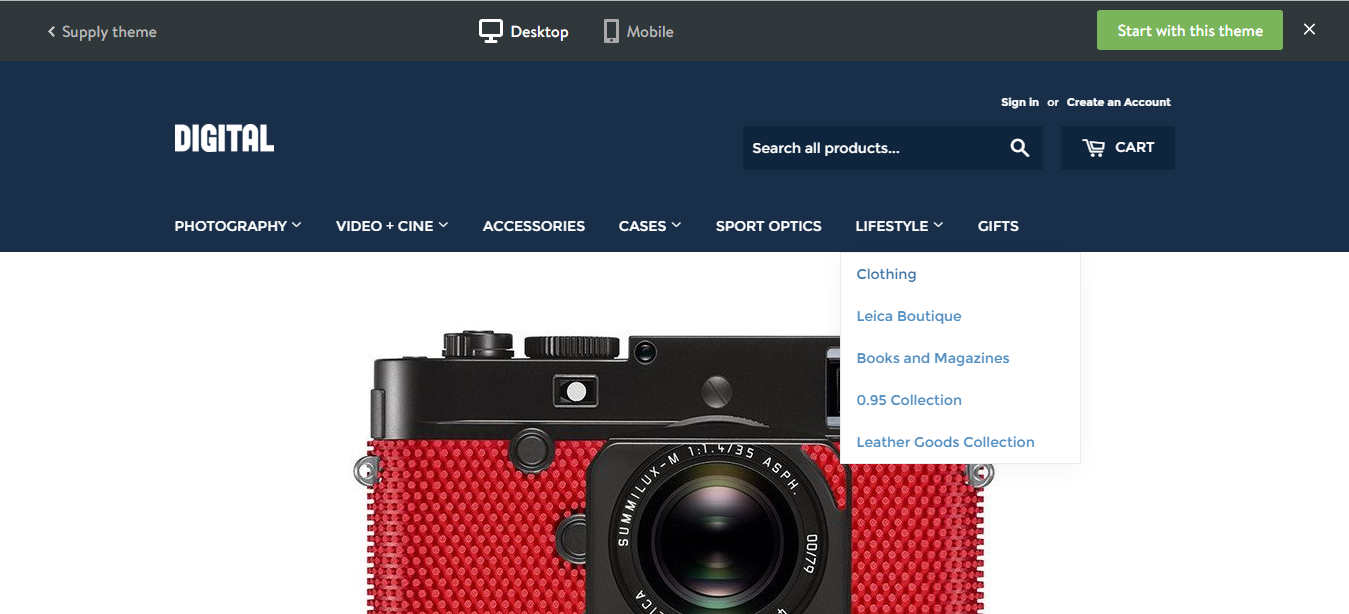 Supply theme
Desktop
Mobile
Start with this theme
Sign in or Create an Account
DIGITAL
Search all products...
CART
PHOTOGRAPHY
VIDEO + CINE
ACCESSORIES
CASES
SPORT OPTICS
LIFESTYLE
GIFTS
Clothing
Leica Boutique
Books and Magazines
0.95 Collection
Leather Goods Collection
SUMMILUX-M 1:1.4/35 ASPH.